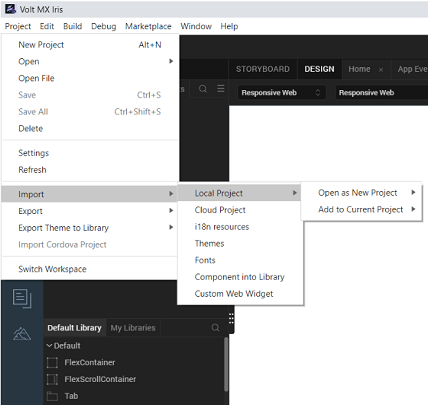 Volt MX Iris
Project Edit Build Debug Marketplace Window Help
New Project Alt+N
Open
Open File
Save Ctrl+S
Save All Ctrl+Shift+S
Delete
Settings
Refresh
Import
Export
Export Theme to Library
Import Cordova Project
Switch Workspace
Local Project
Cloud Project
i18n resources
Themes
Fonts
Component into Library
Custom Web Widget
Open as New Project
Add to Current Project
STORYBOARD DESIGN Home × App Eve
Responsive Web Responsive Web
Default Library My Libraries
Default
FlexContainer
FlexScrollContainer
Tab